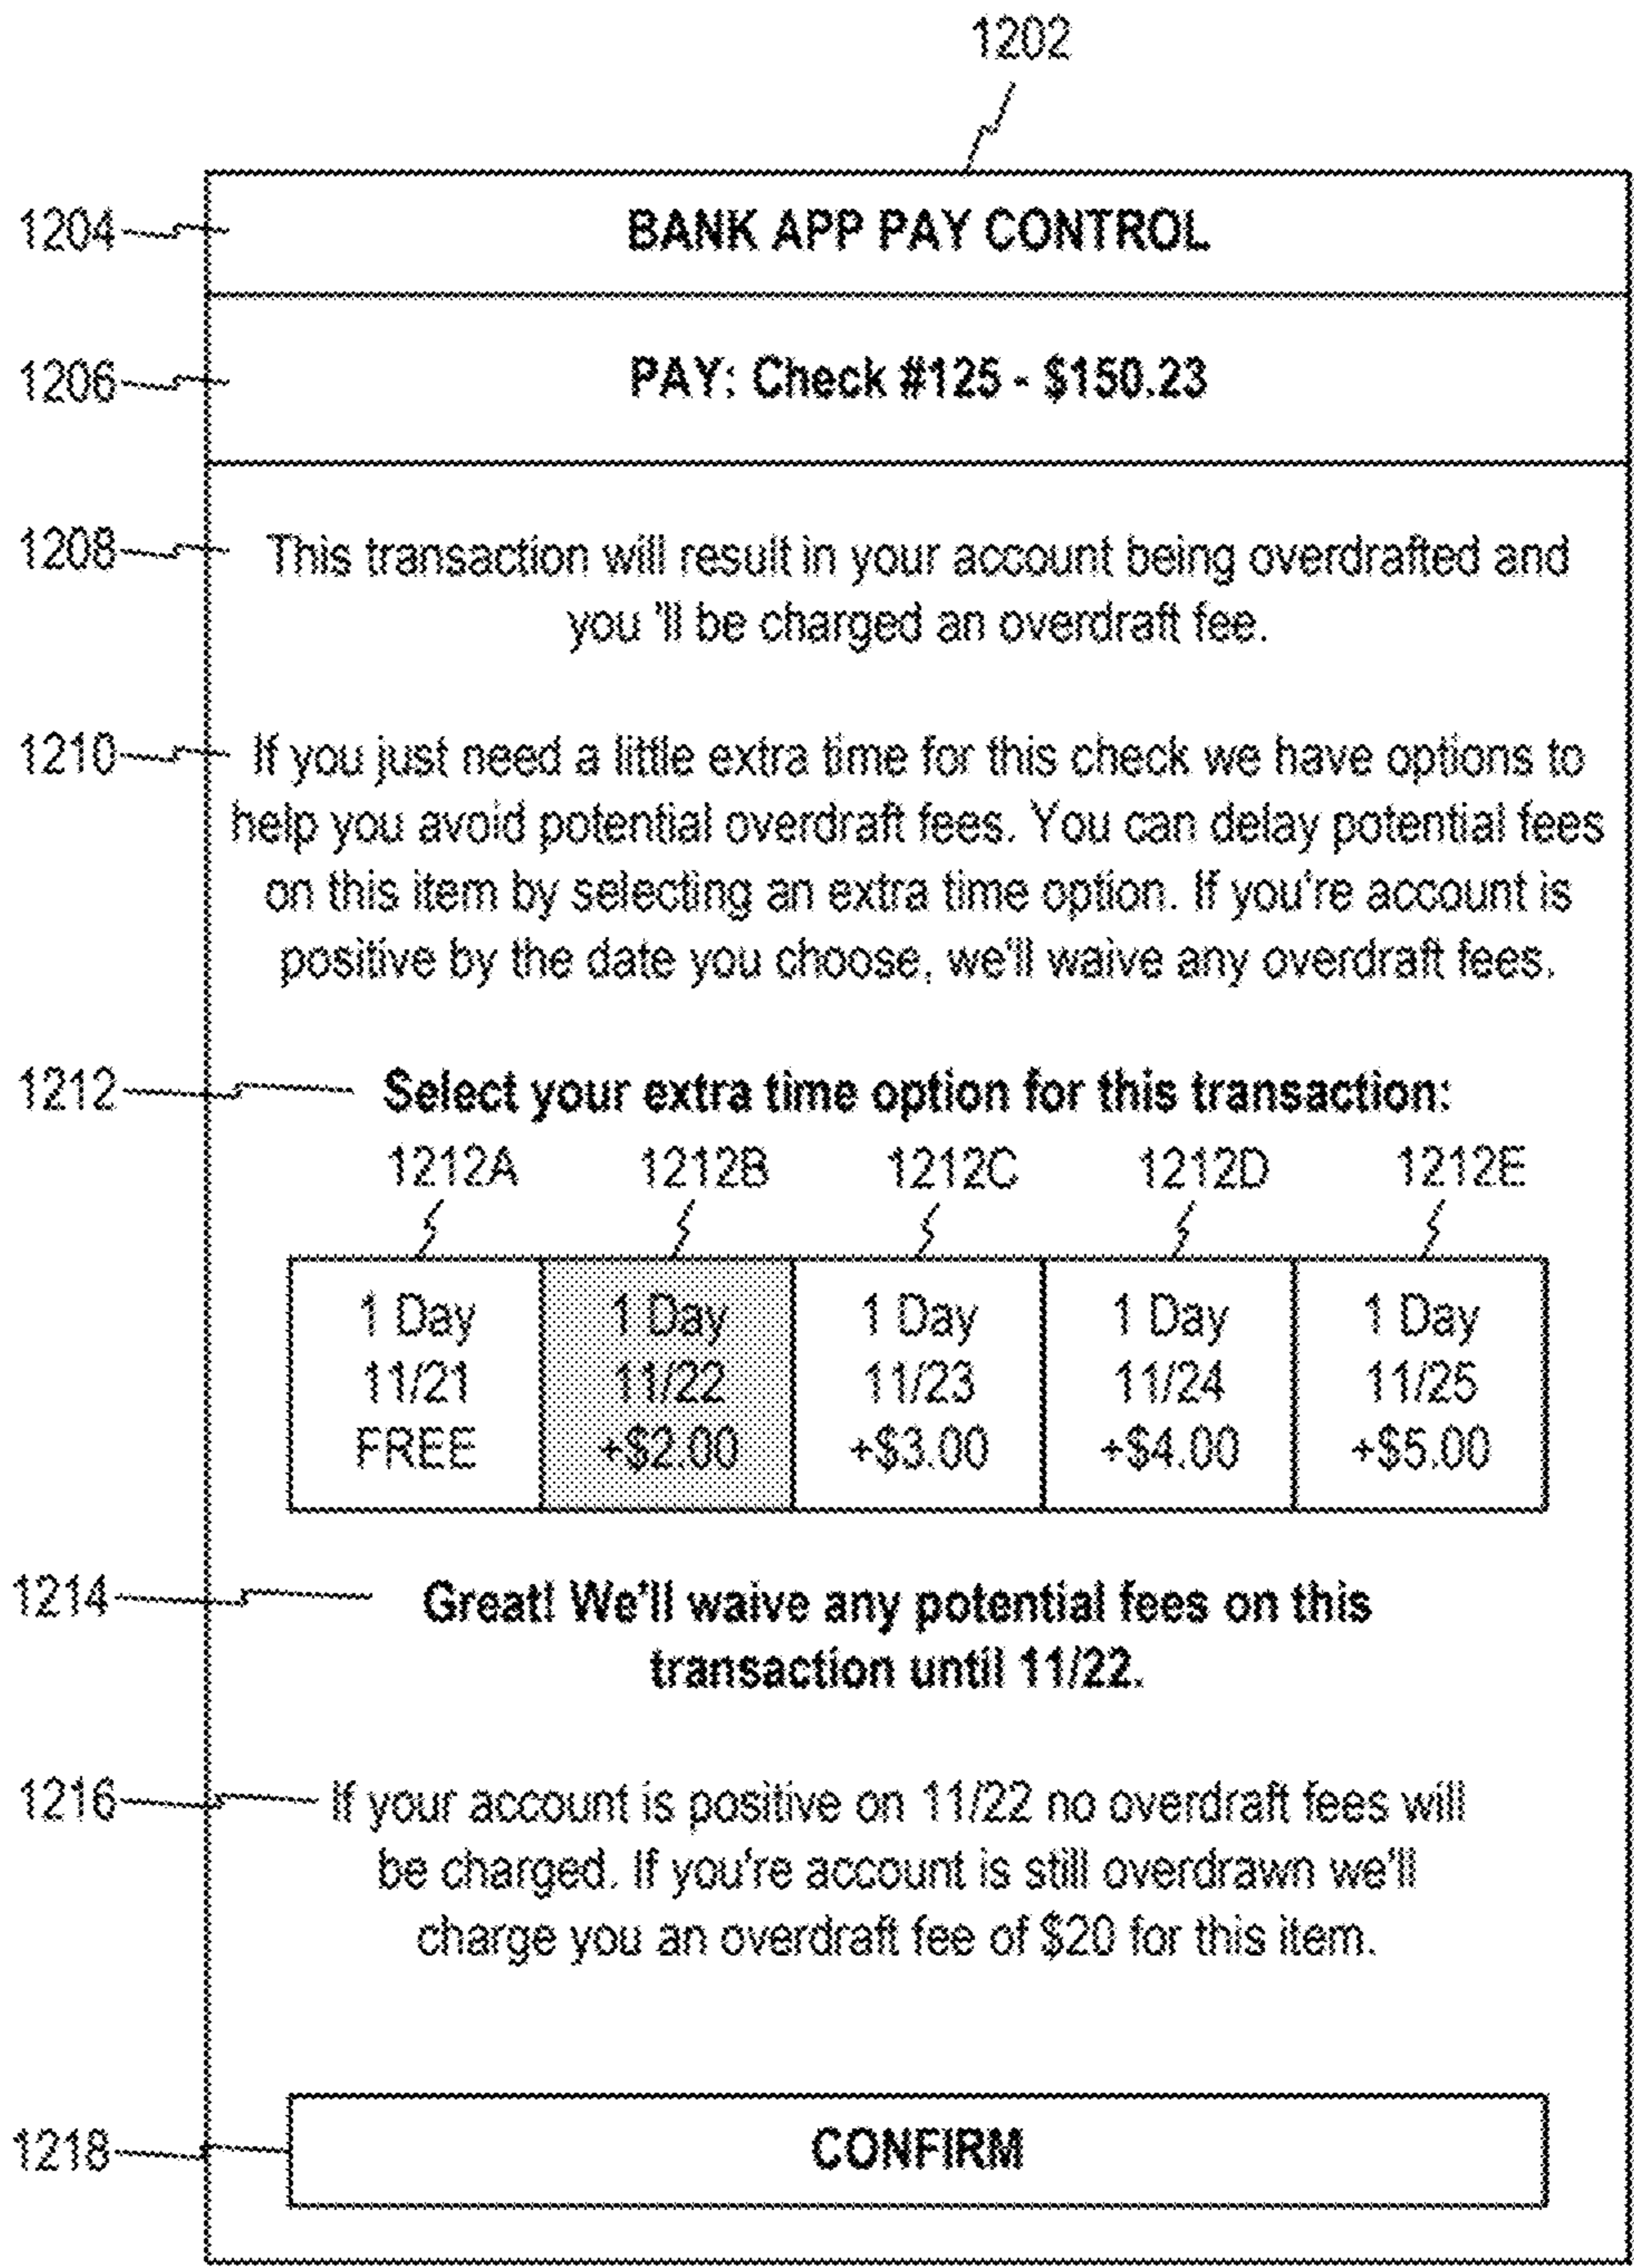 1202
1204
BANK APP PAY CONTROL
1206
PAY: Check #125 - $150.23
1208
This transaction will result in your account being overdrafted and
you 'll be charged an overdraft fee.
1210
If you just need a little extra time for this check we have options to
help you avoid potential overdraft fees. You can delay potential fees
on this item by selecting an extra time option. If you're account is
positive by the date you choose, we'll waive any overdraft fees.
1212
Select your extra time option for this transaction:
1212A 1212B 1212C 1212D 1212E
1 Day 1 Day 1 Day 1 Day 1 Day
11/21 11/22 11/23 11/24 11/25
FREE +$2.00 +$3.00 +$4.00 +$5.00
1214
Great! We'll waive any potential fees on this
transaction until 11/22.
1216
If your account is positive on 11/22 no overdraft fees will
be charged. If you're account is still overdrawn we'll
charge you an overdraft fee of $20 for this item.
1218
CONFIRM